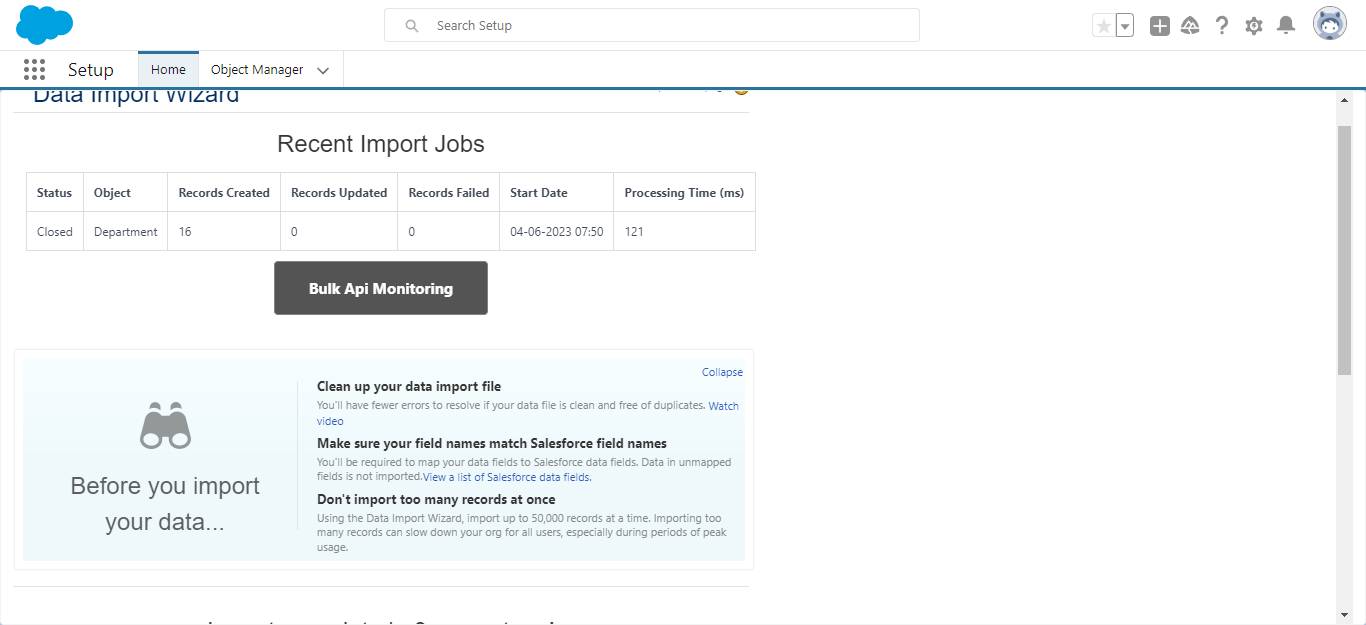 Search Setup
Setup
Home
Object Manager
Data Import Wizard
Recent Import Jobs
Status Object Records Created Records Updated Records Failed Start Date Processing Time (ms)
Closed Department 16 0 0 04-06-2023 07:50 121
Bulk Api Monitoring
Collapse
Before you import
your data...
Clean up your data import file
You'll have fewer errors to resolve if your data file is clean and free of duplicates. Watch
video
Make sure your field names match Salesforce field names
You'll be required to map your data fields to Salesforce data fields. Data in unmapped
fields is not imported.View a list of Salesforce data fields.
Don't import too many records at once
Using the Data Import Wizard, import up to 50,000 records at a time. Importing too
many records can slow down your org for all users, especially during periods of peak
usage.